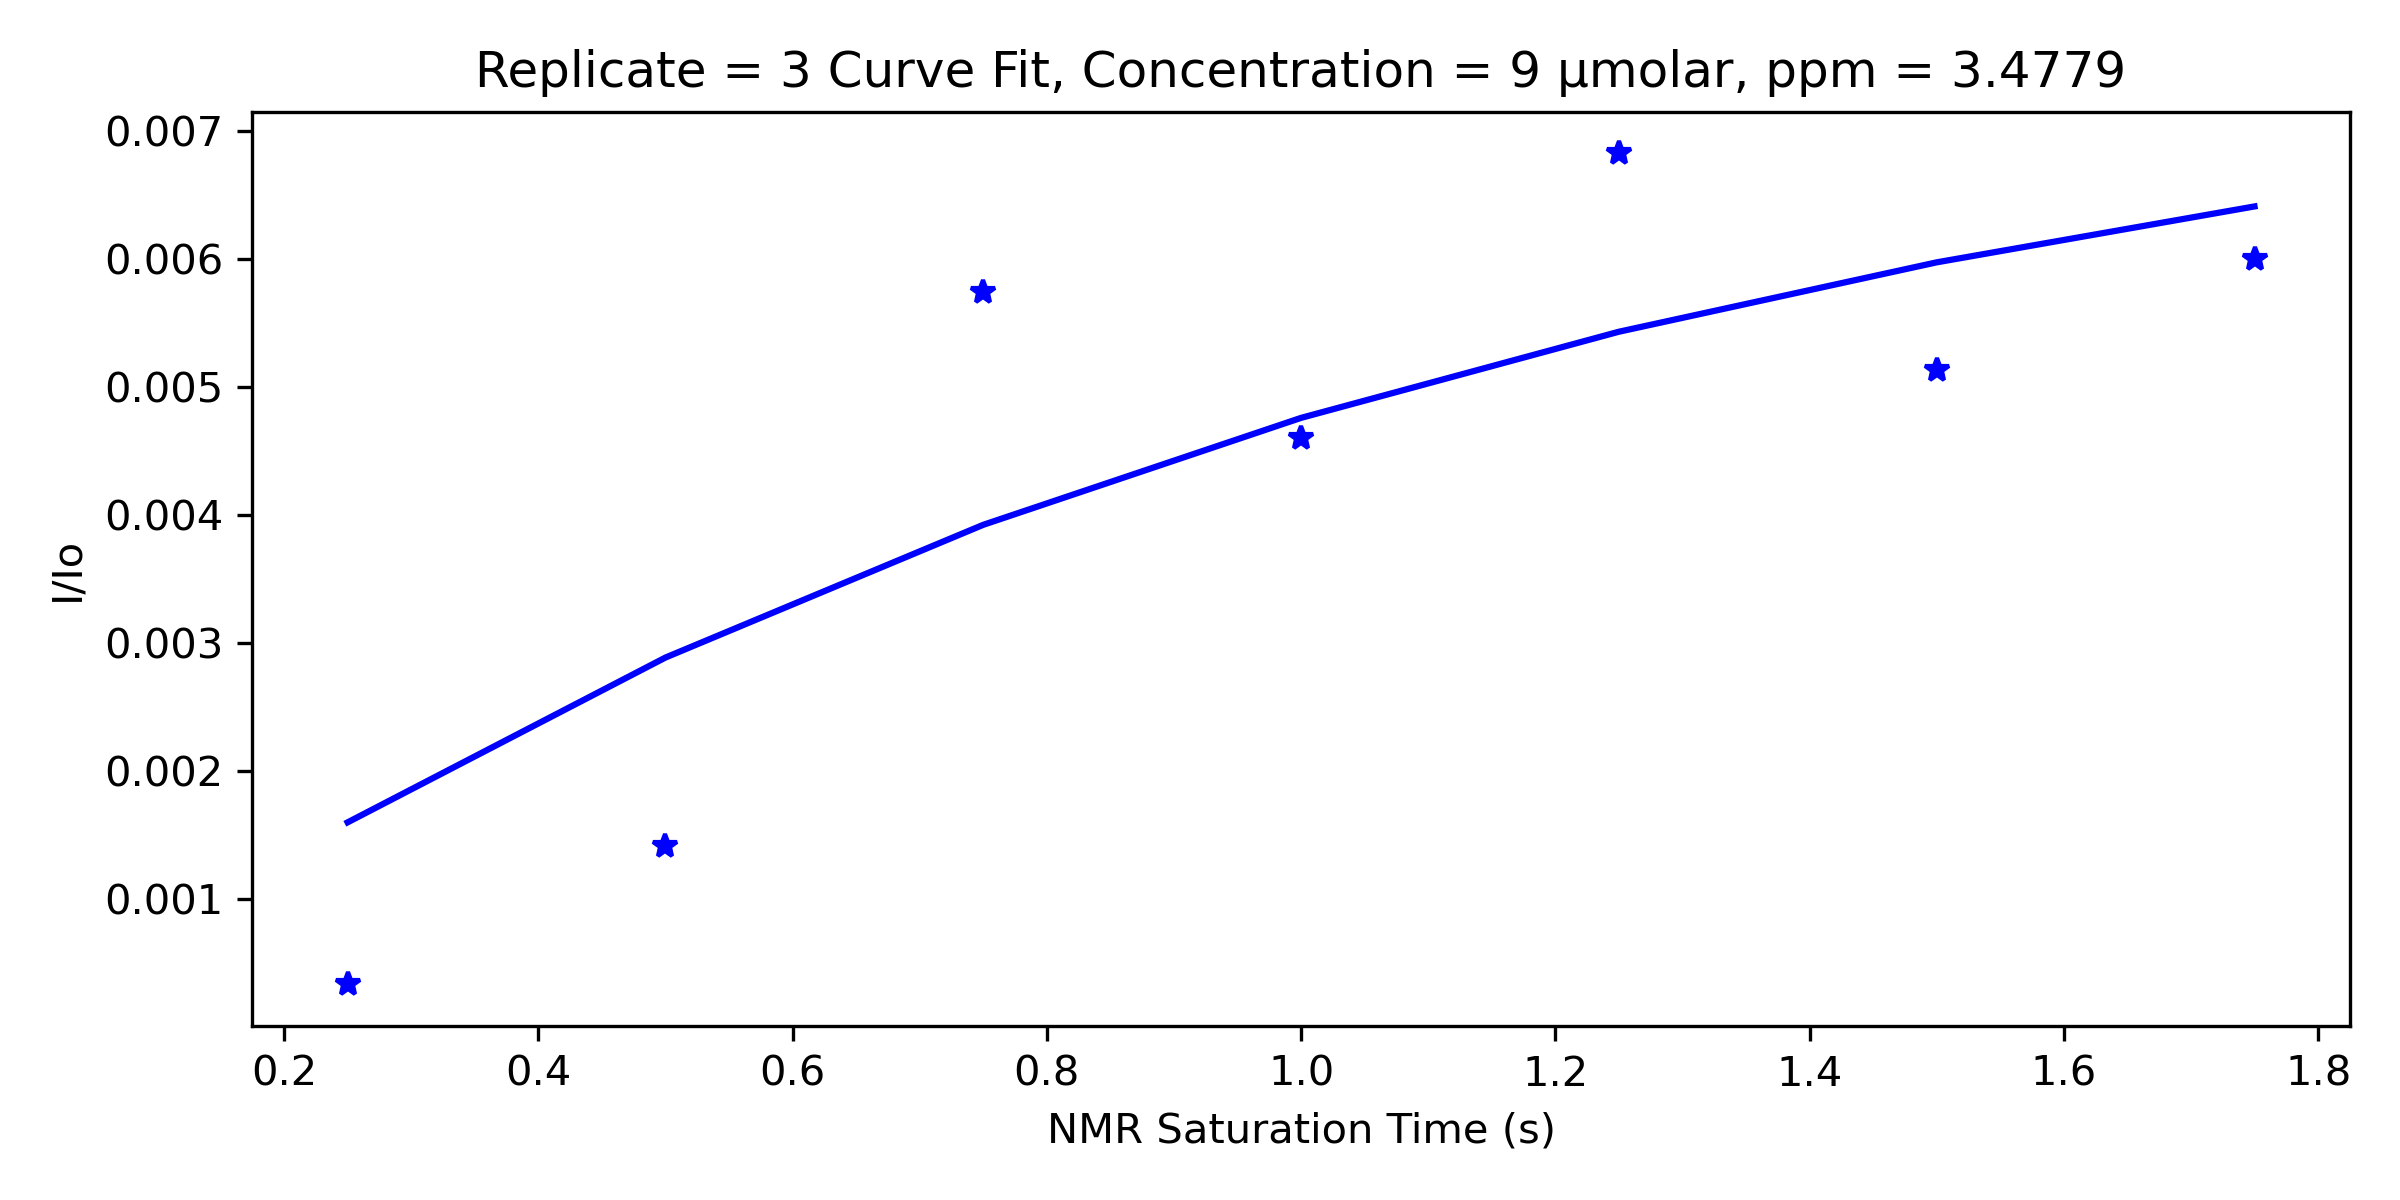 Replicate = 3 Curve Fit, Concentration = 9 µmolar, ppm = 3.4779
0.007
0.006
0.005
0.004
0.003
0.002
0.001
I/Io
0.2 0.4 0.6 0.8 1.0 1.2 1.4 1.6 1.8
NMR Saturation Time (s)